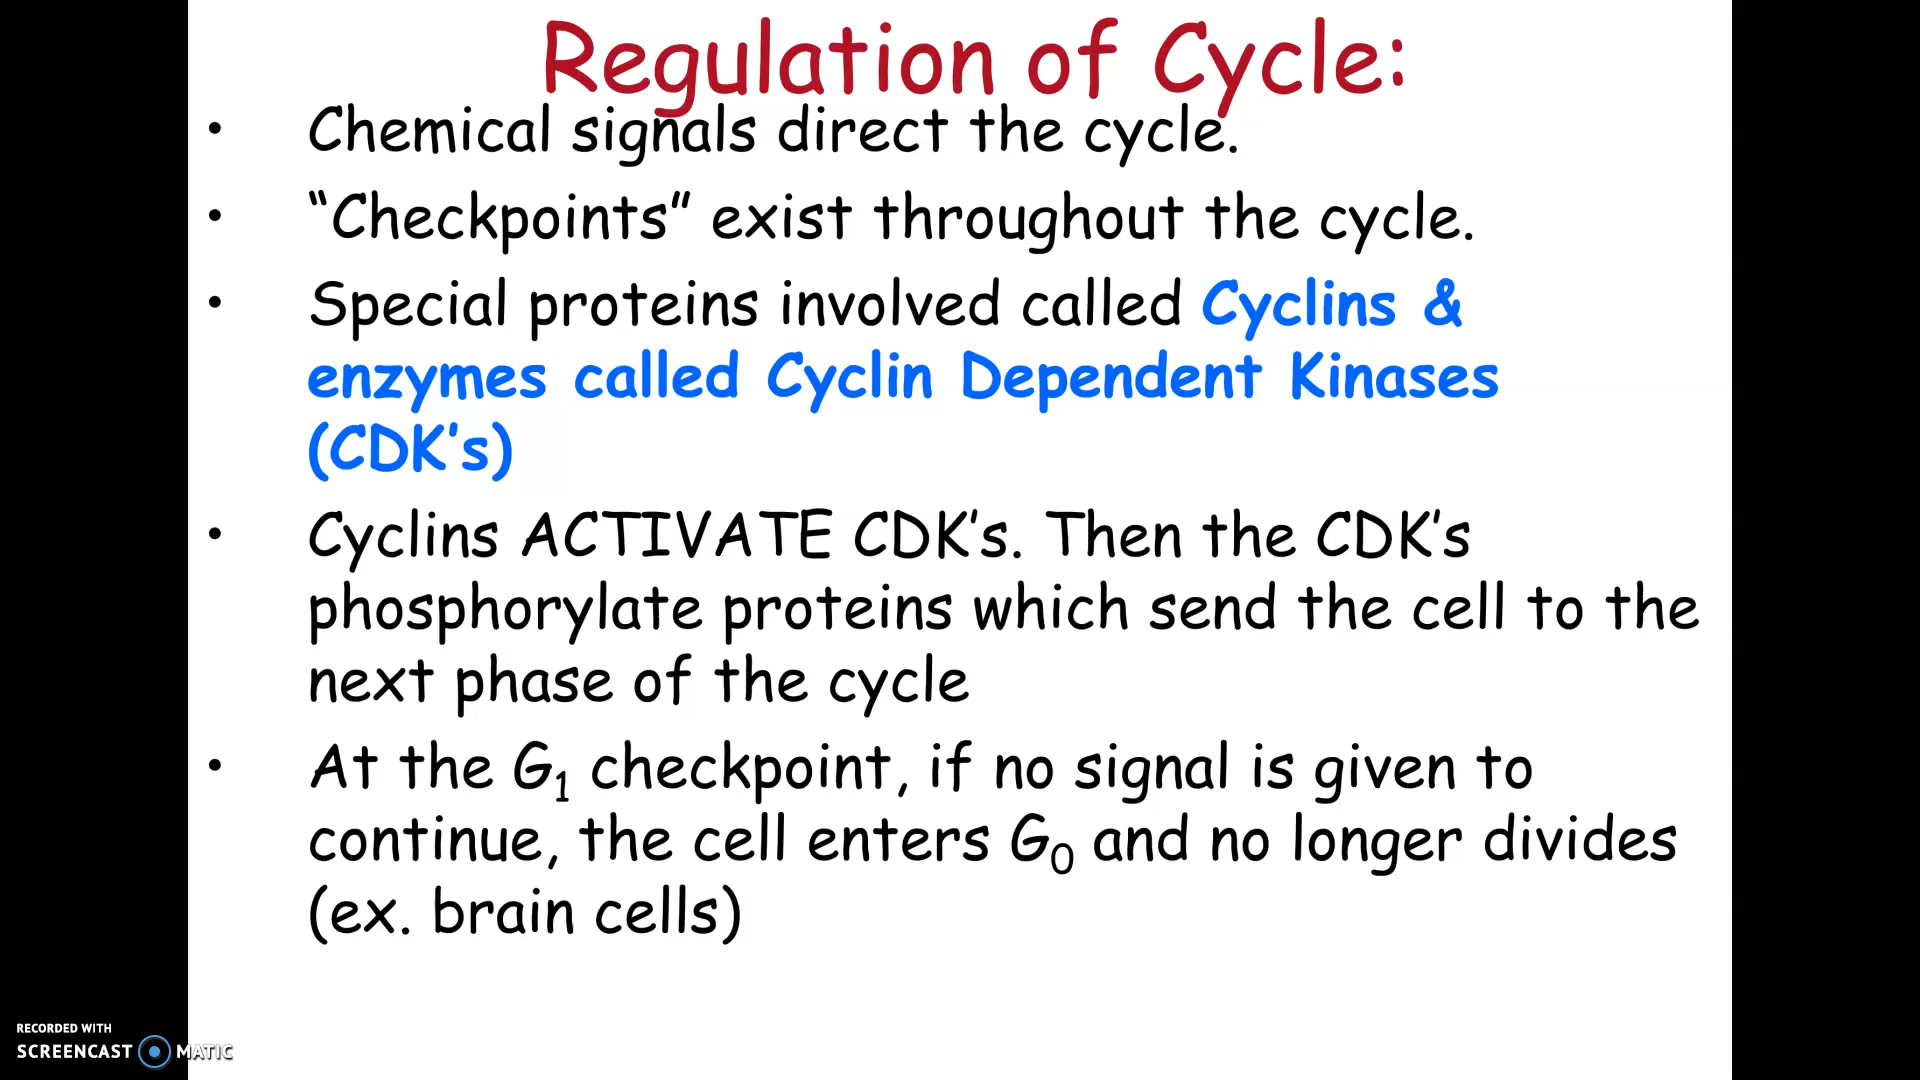 Regulation of Cycle:
• Chemical signals direct the cycle.
• “Checkpoints” exist throughout the cycle.
• Special proteins involved called Cyclins &
enzymes called Cyclin Dependent Kinases
(CDK’s)
• Cyclins ACTIVATE CDK’s. Then the CDK’s
phosphorylate proteins which send the cell to the
next phase of the cycle
• At the G₁ checkpoint, if no signal is given to
continue, the cell enters G₀ and no longer divides
(ex. brain cells)
RECORDED WITH
SCREENCAST MATIC